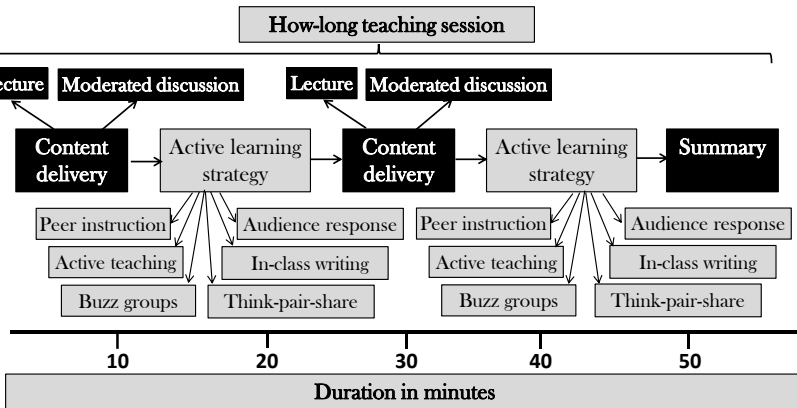 How-long teaching session
ecture
Moderated discussion
Lecture
Moderated discussion
Content
delivery
Active learning
strategy
Content
delivery
Active learning
strategy
Summary
Peer instruction
Audience response
Peer instruction
Audience response
Active teaching
In-class writing
Active teaching
In-class writing
Buzz groups
Think-pair-share
Buzz groups
Think-pair-share
10 20 30 40 50
Duration in minutes